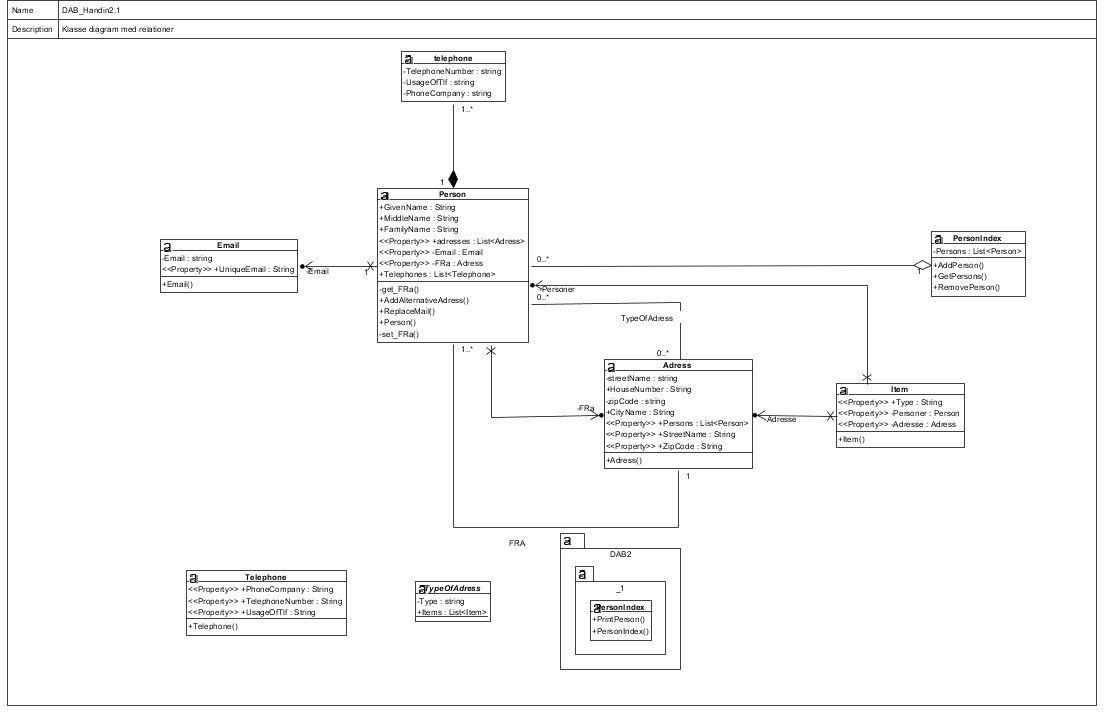 Name DAB_Handin2.1
Description Klasse diagram med relationer
telephone
-TelephoneNumber : string
-UsageOfTlf : string
-PhoneCompany : string
1..*
1
Person
+GivenName : String
+MiddleName : String
+FamilyName : String
<<Property>> +adresses : List<Adress>
<<Property>> -Email : Email
<<Property>> -FRa : Adress
+Telephones : List<Telephone>
-get_FRa()
+AddAlternativeAdress()
+ReplaceMail()
+Person()
-set_FRa()
Email
-Email : string
<<Property>> +UniqueEmail : String
+Email()
-Email
1
0..*
1
PersonIndex
-Persons : List<Person>
+AddPerson()
+GetPersons()
+RemovePerson()
-Personer
0..*
TypeOfAdress
0..*
1..*
-FRa
Adress
-streetName : string
+HouseNumber : String
-zipCode : string
+CityName : String
<<Property>> +Persons : List<Person>
<<Property>> +StreetName : String
<<Property>> +ZipCode : String
+Adress()
-Adresse
Item
<<Property>> +Type : String
<<Property>> -Personer : Person
<<Property>> -Adresse : Adress
+Item()
1
FRA
DAB2
_1
PersonIndex
+PrintPerson()
+PersonIndex()
Telephone
<<Property>> +PhoneCompany : String
<<Property>> +TelephoneNumber : String
<<Property>> +UsageOfTlf : String
+Telephone()
TypeOfAdress
-Type : string
+Items : List<Item>